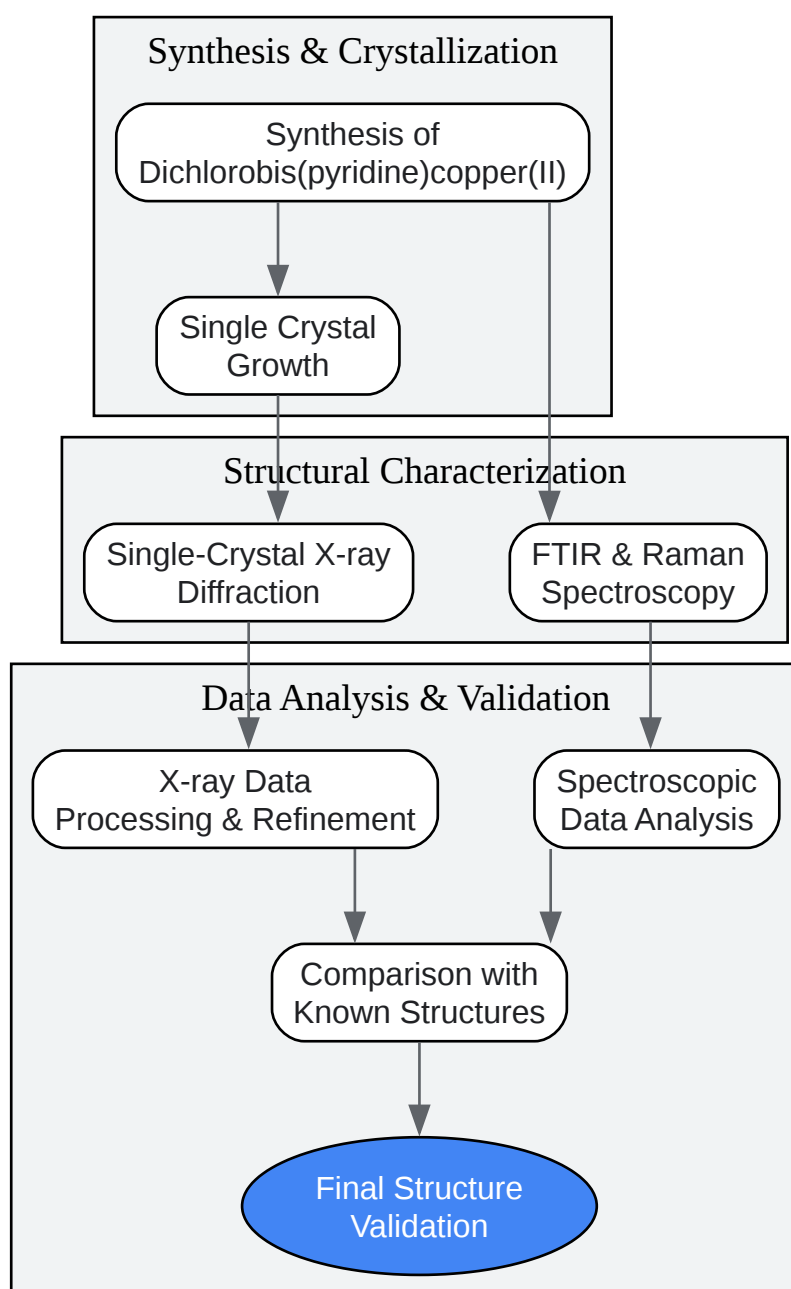 Synthesis & Crystallization
Synthesis of
Dichlorobis(pyridine)copper(II)
Single Crystal
Growth
Structural Characterization
Single-Crystal X-ray
Diffraction
FTIR & Raman
Spectroscopy
Data Analysis & Validation
X-ray Data
Processing & Refinement
Spectroscopic
Data Analysis
Comparison with
Known Structures
Final Structure
Validation